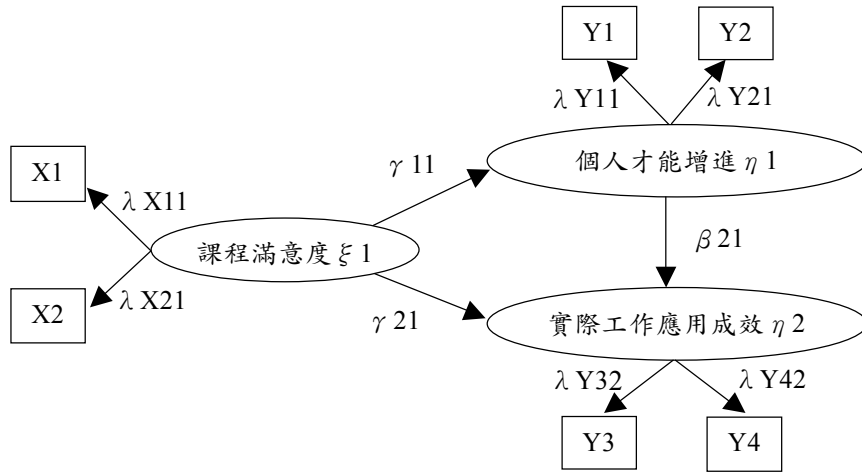 Y1
Y2
λ Y11
λ Y21
個人才能增進 η 1
X1
λ X11
γ 11
課程滿意度 ξ 1
β 21
X2
λ X21
γ 21
實際工作應用成效 η 2
λ Y32
λ Y42
Y3
Y4